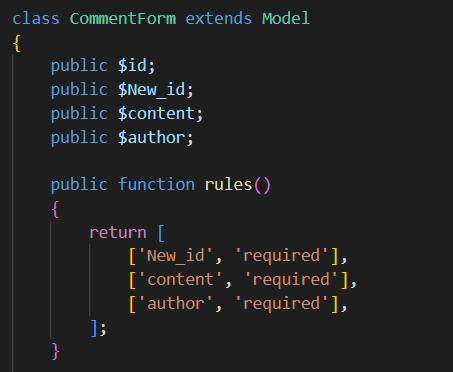 class CommentForm extends Model
{
    public $id;
    public $New_id;
    public $content;
    public $author;

    public function rules()
    {
        return [
            ['New_id', 'required'],
            ['content', 'required'],
            ['author', 'required'],
        ];
    }